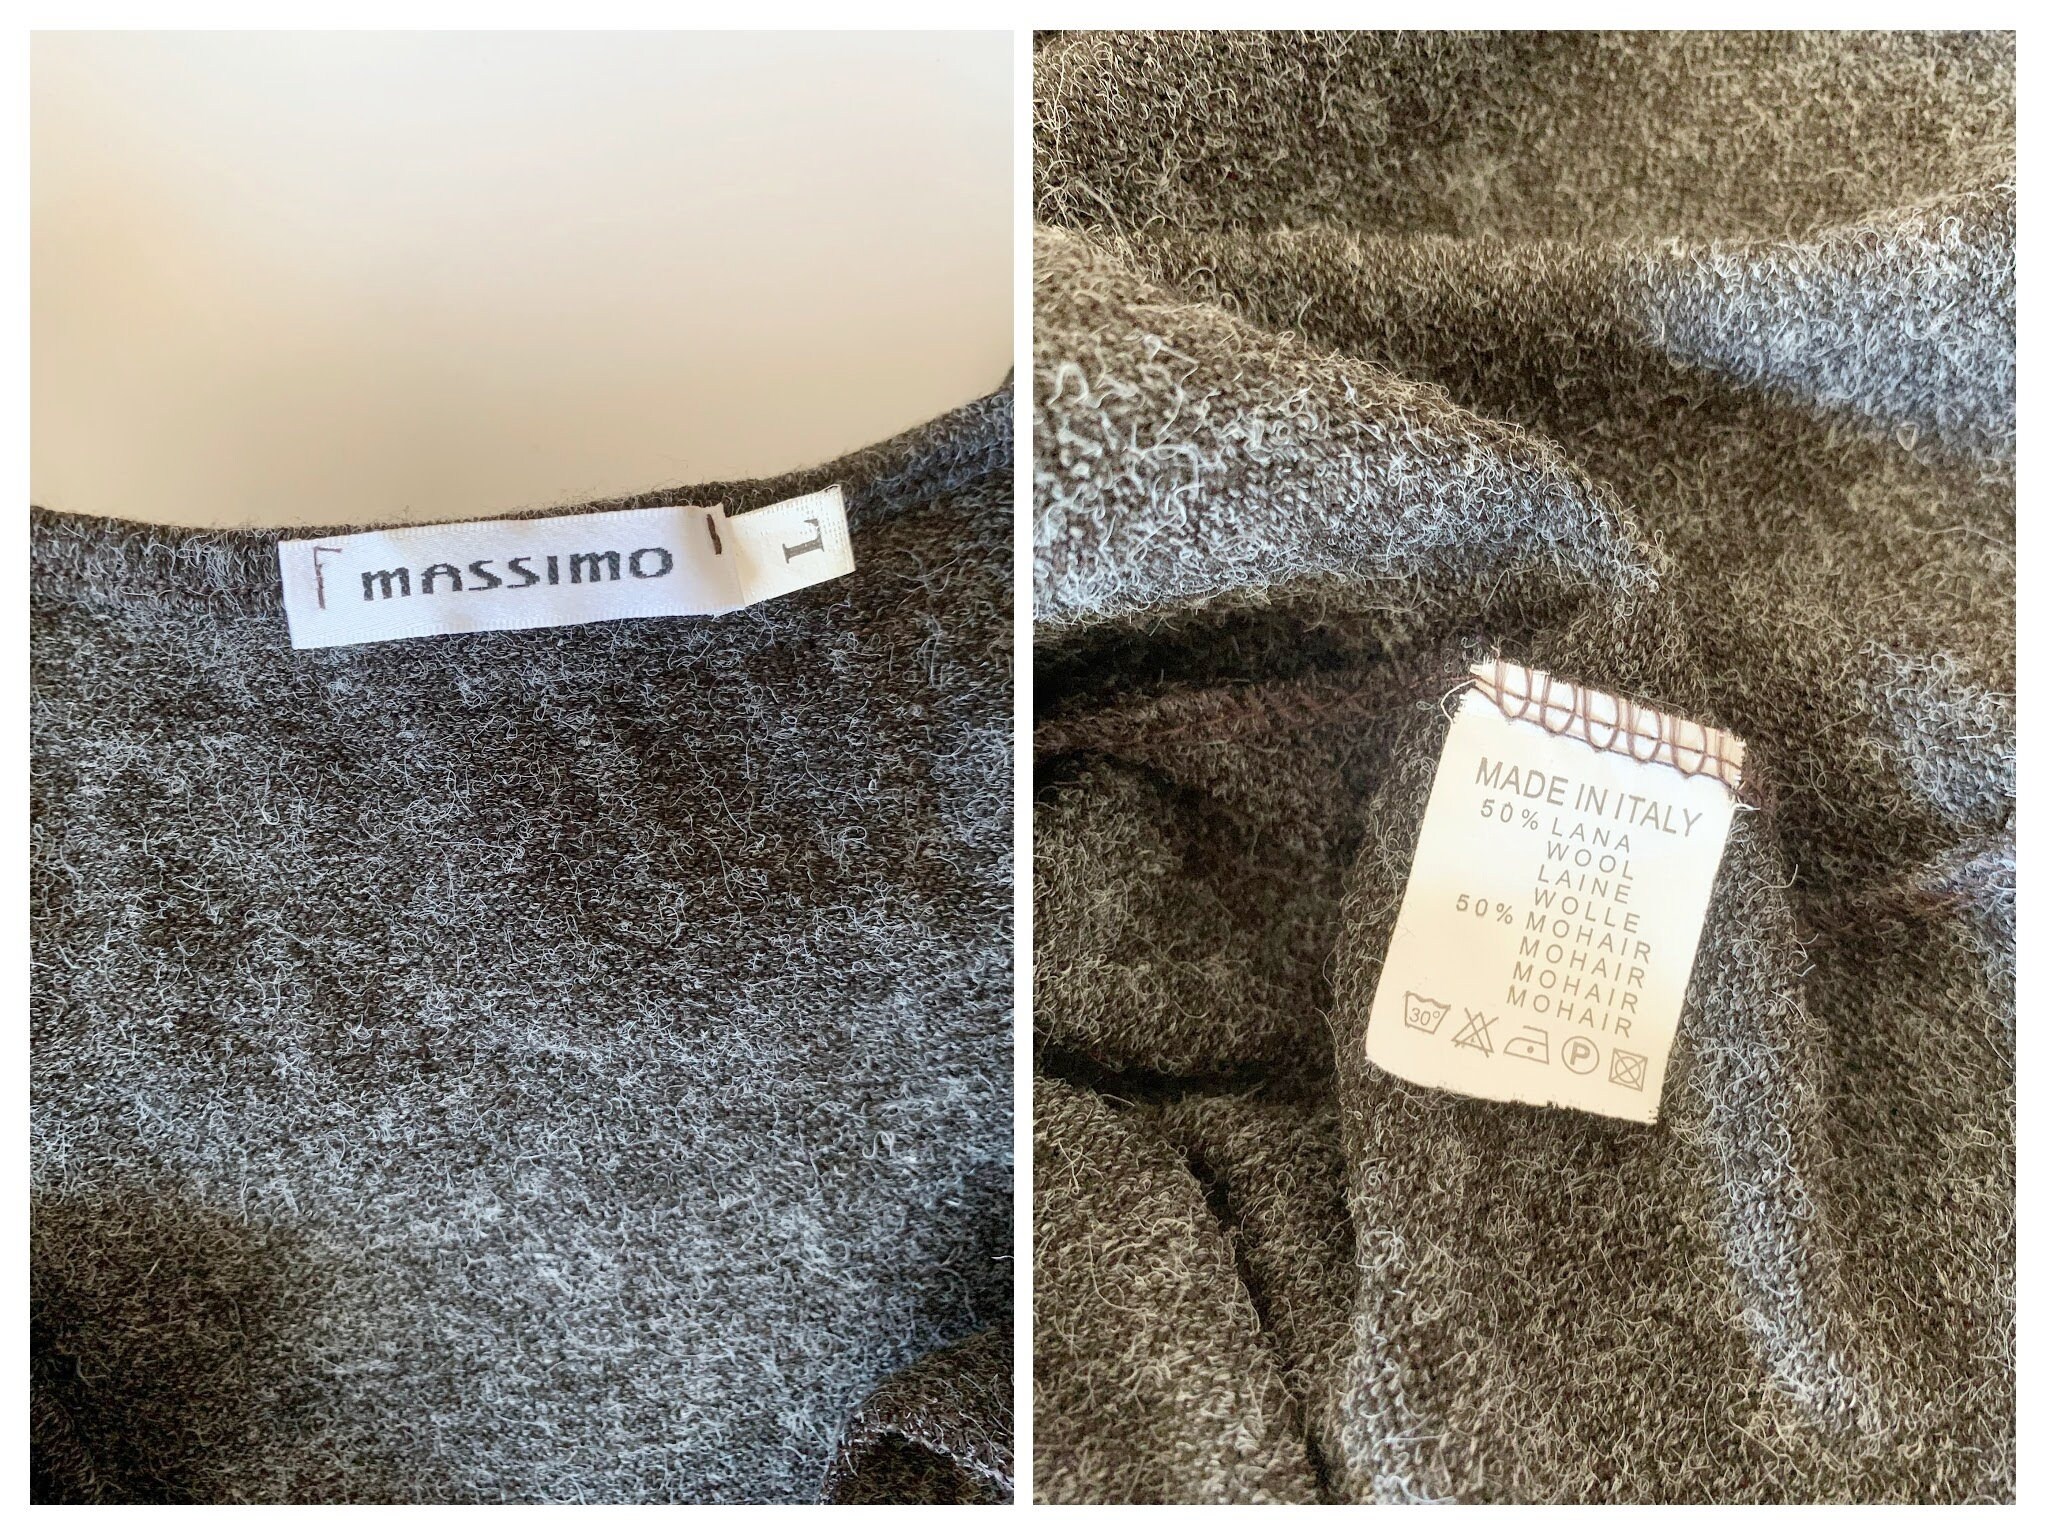 massimo
L
MADE IN ITALY
50% LANA
WOOL
LAINE
WOLLE
50% MOHAIR
MOHAIR
MOHAIR
MOHAIR
30° P